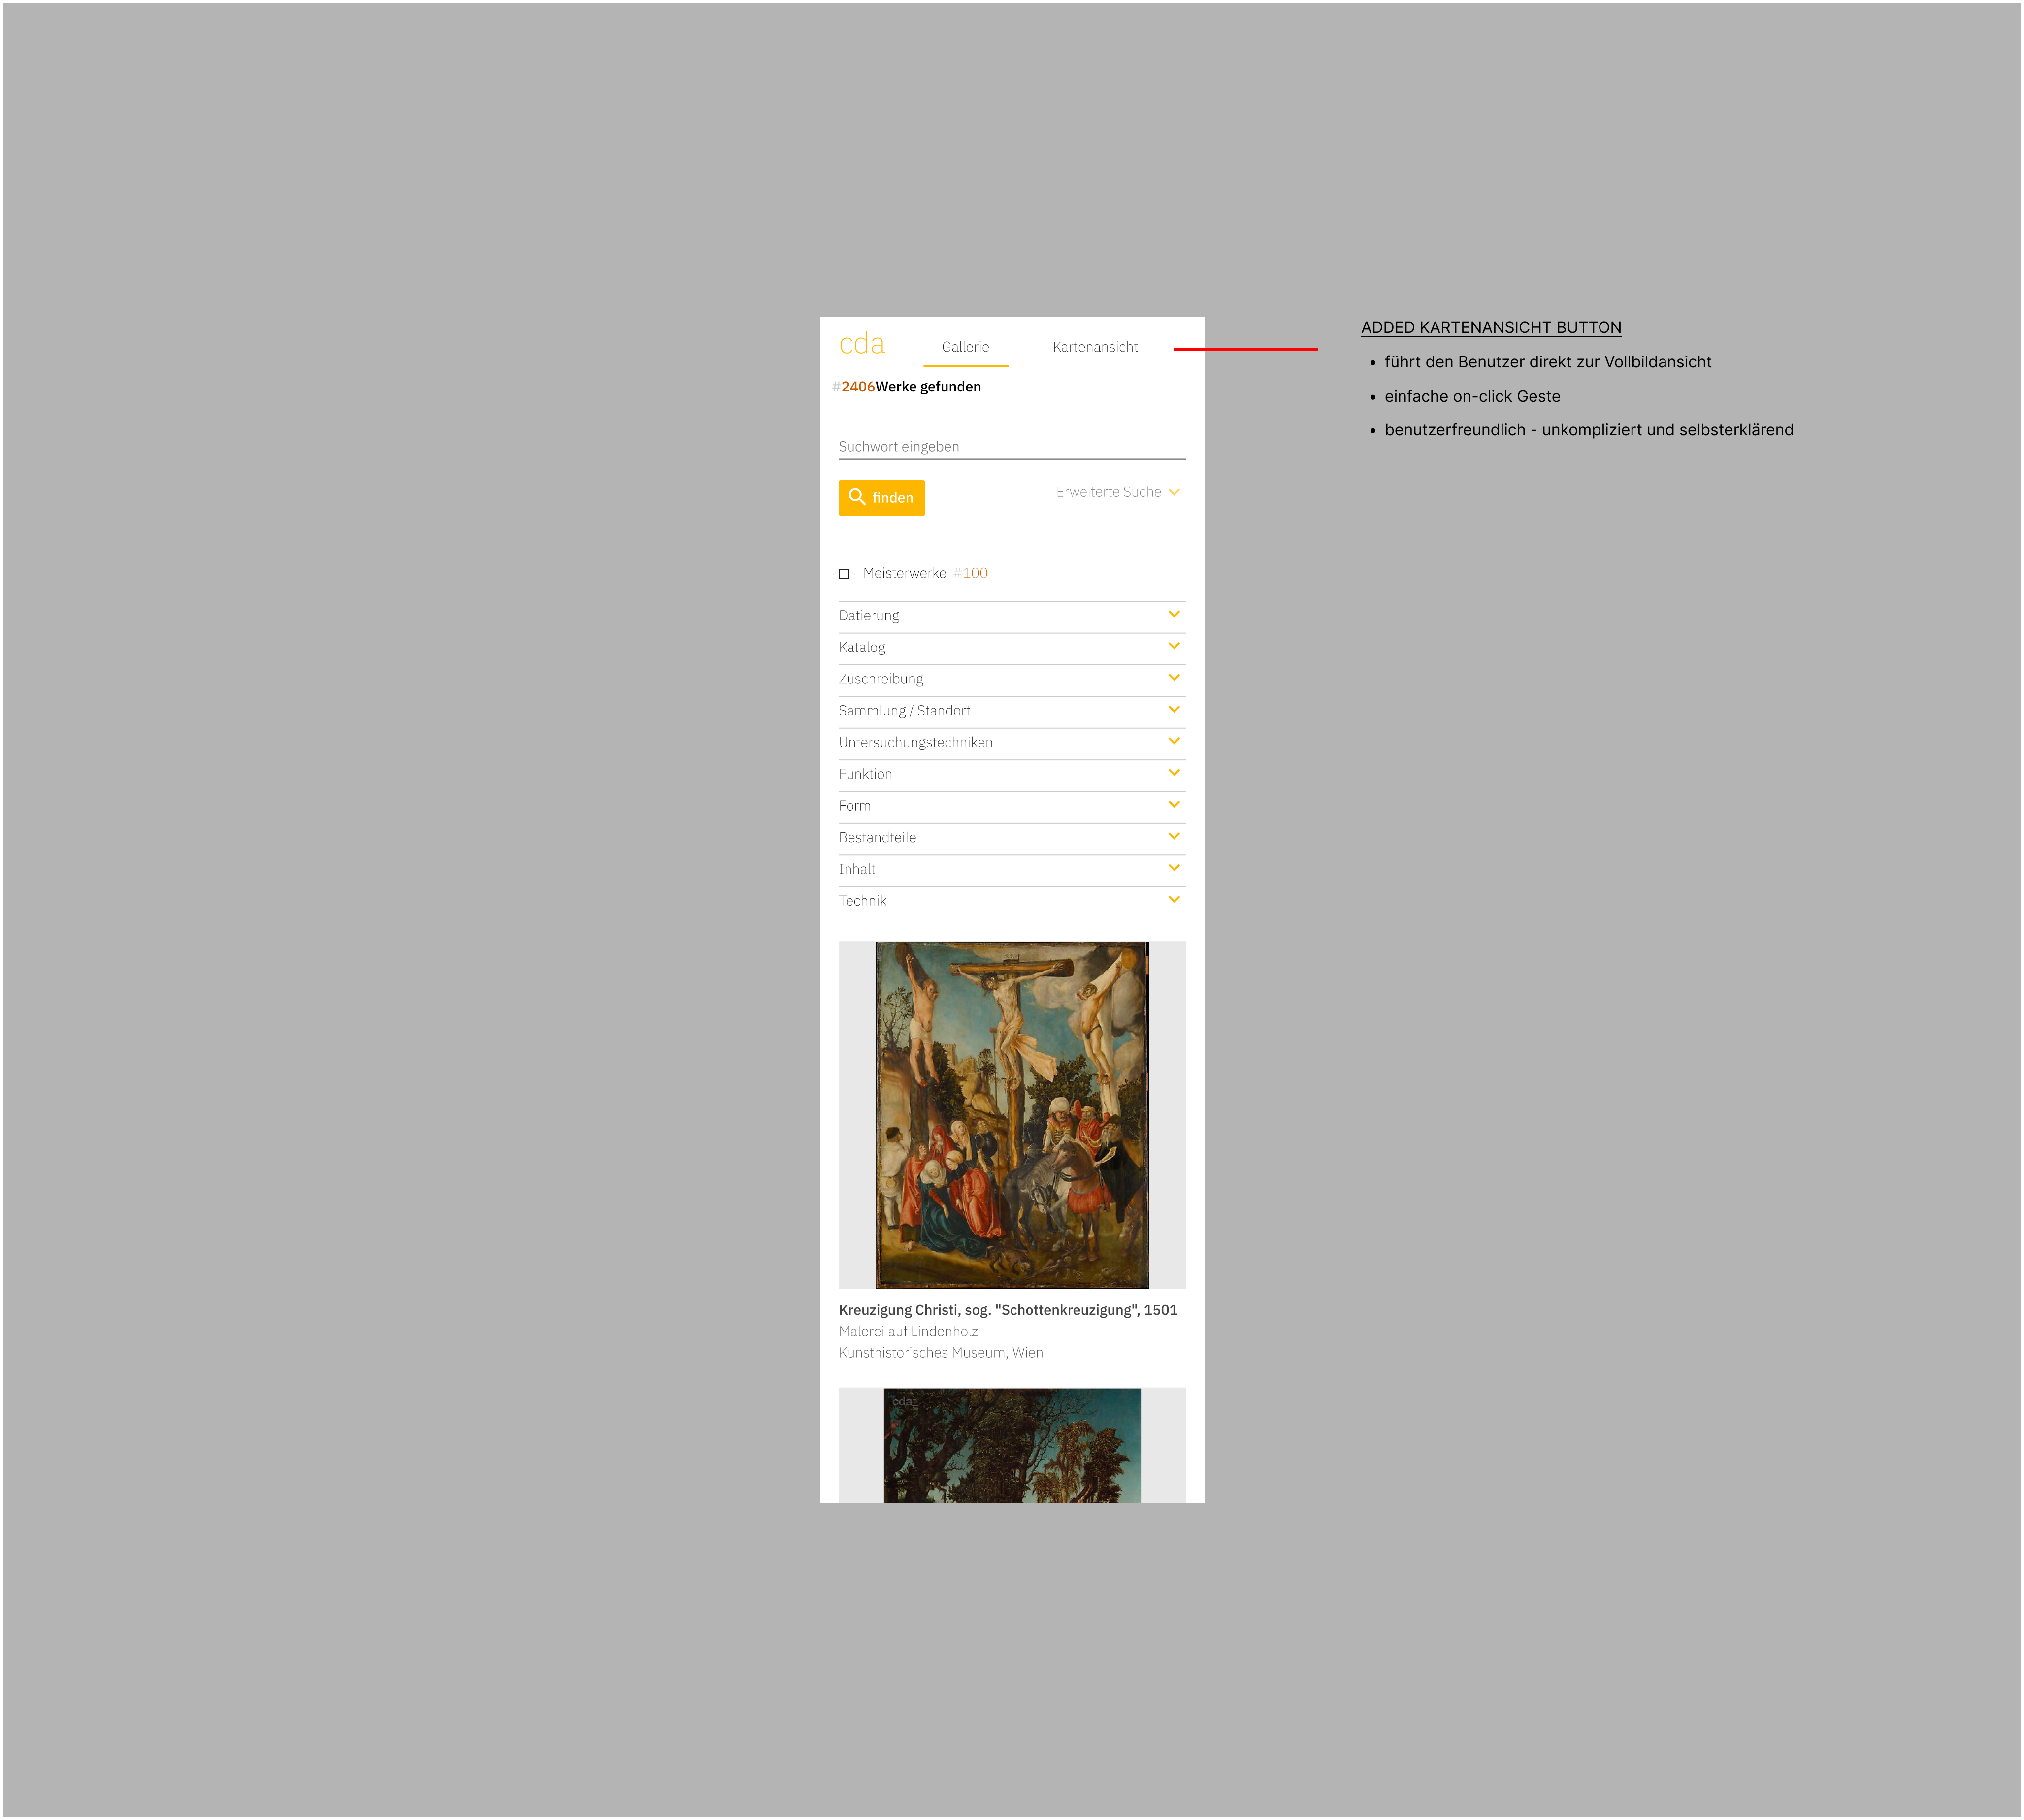 cda_ Gallerie Kartenansicht
#2406Werke gefunden
Suchwort eingeben
finden Erweiterte Suche
Meisterwerke #100
Datierung
Katalog
Zuschreibung
Sammlung / Standort
Untersuchungstechniken
Funktion
Form
Bestandteile
Inhalt
Technik
Kreuzigung Christi, sog. "Schottenkreuzigung", 1501
Malerei auf Lindenholz
Kunsthistorisches Museum, Wien
cda_
ADDED KARTENANSICHT BUTTON
• führt den Benutzer direkt zur Vollbildansicht
• einfache on-click Geste
• benutzerfreundlich - unkompliziert und selbsterklärend